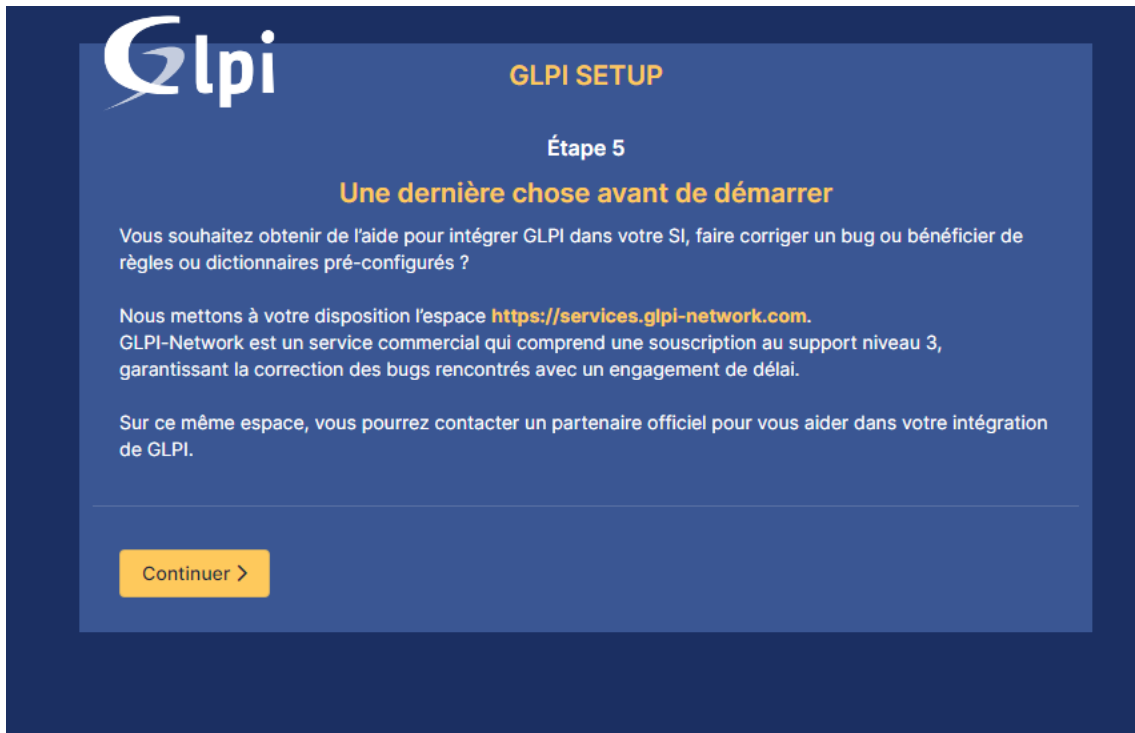 Glpi
GLPI SETUP
Étape 5
Une dernière chose avant de démarrer
Vous souhaitez obtenir de l'aide pour intégrer GLPI dans votre SI, faire corriger un bug ou bénéficier de
règles ou dictionnaires pré-configurés ?
Nous mettons à votre disposition l'espace https://services.glpi-network.com.
GLPI-Network est un service commercial qui comprend une souscription au support niveau 3,
garantissant la correction des bugs rencontrés avec un engagement de délai.
Sur ce même espace, vous pourrez contacter un partenaire officiel pour vous aider dans votre intégration
de GLPI.
Continuer >